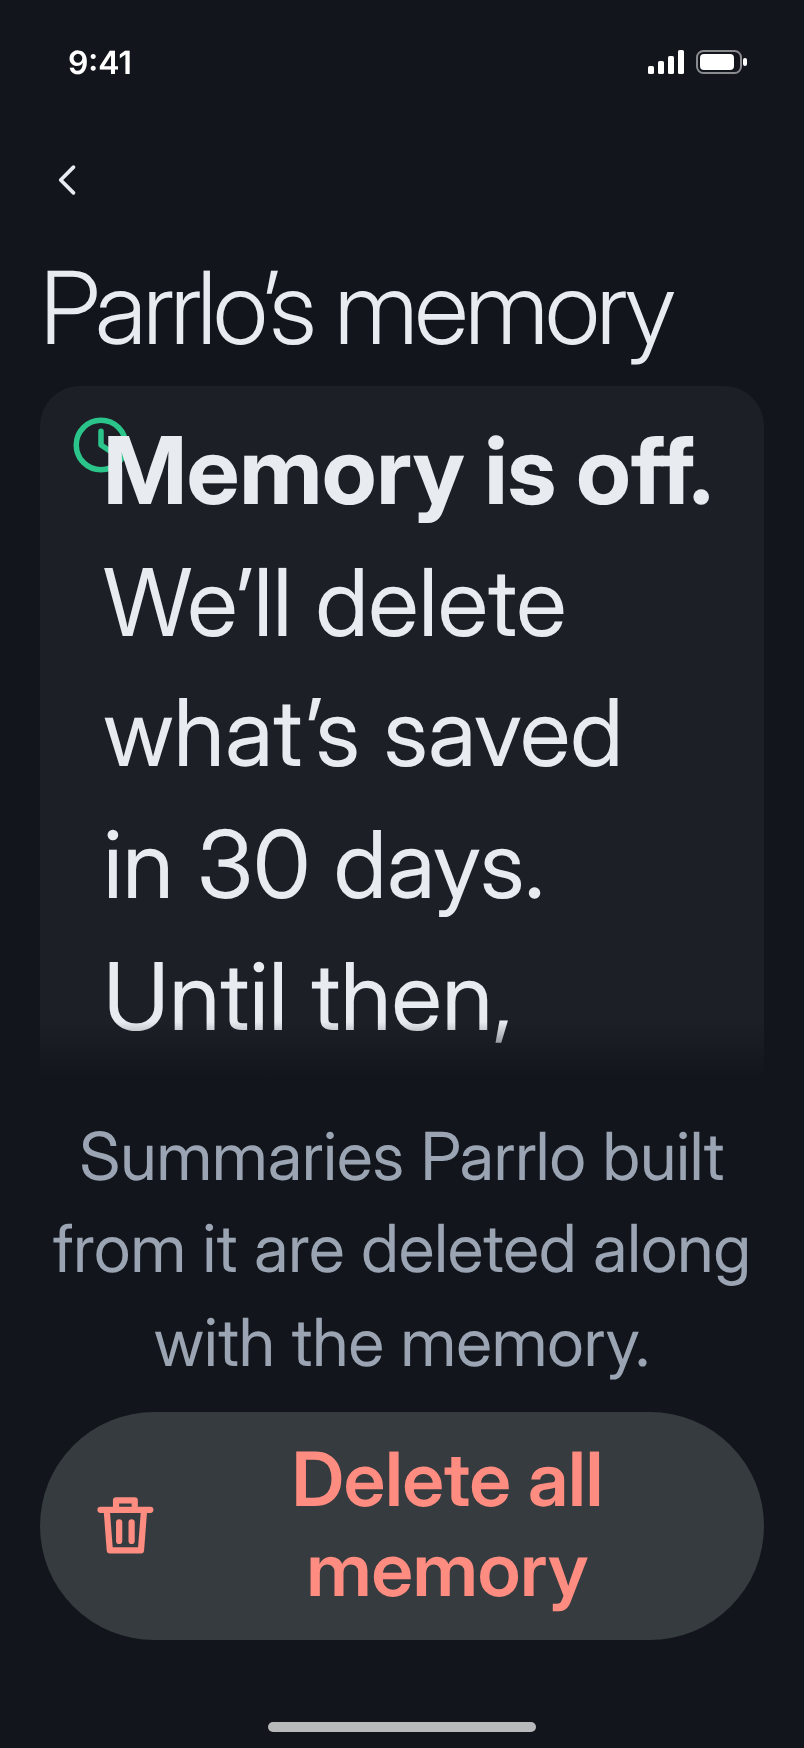 9:41
Parrlo’s memory
Memory is off.
We’ll delete
what’s saved
in 30 days.
Until then,
Summaries Parrlo built
from it are deleted along
with the memory.
Delete all
memory